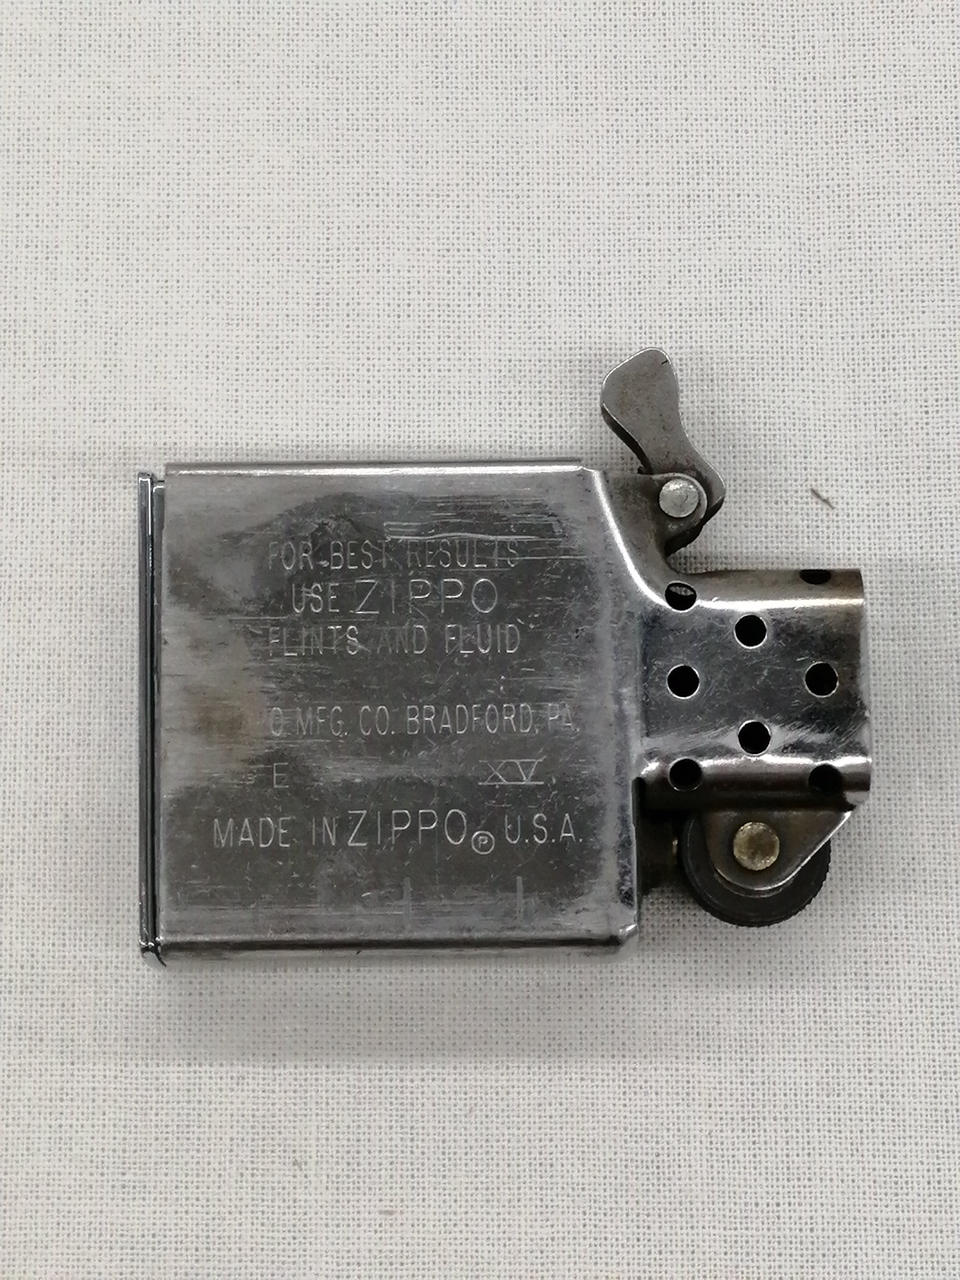 FOR BEST RESULTS
USE ZIPPO
FLINTS AND FLUID
O MFG. CO. BRADFORD, PA.
E XV
MADE IN ZIPPO Ⓟ U.S.A.